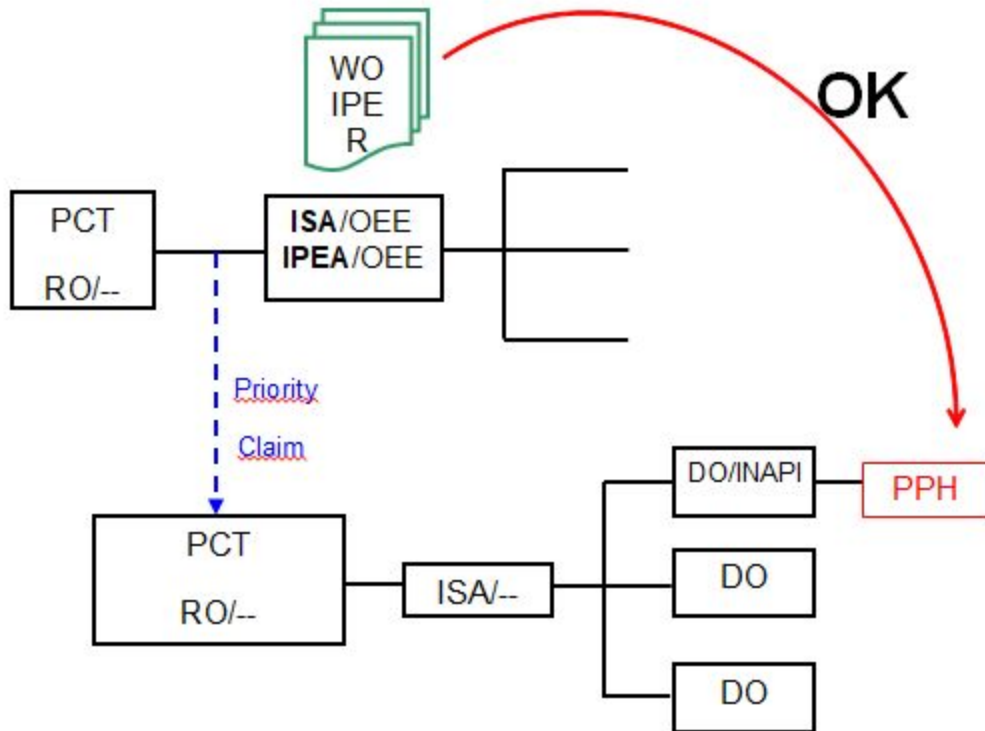 WO
IPE
R
OK
PCT
RO/--
ISA/OEE
IPEA/OEE
Priority
Claim
DO/INAPI
PPH
PCT
RO/--
ISA/--
DO
DO